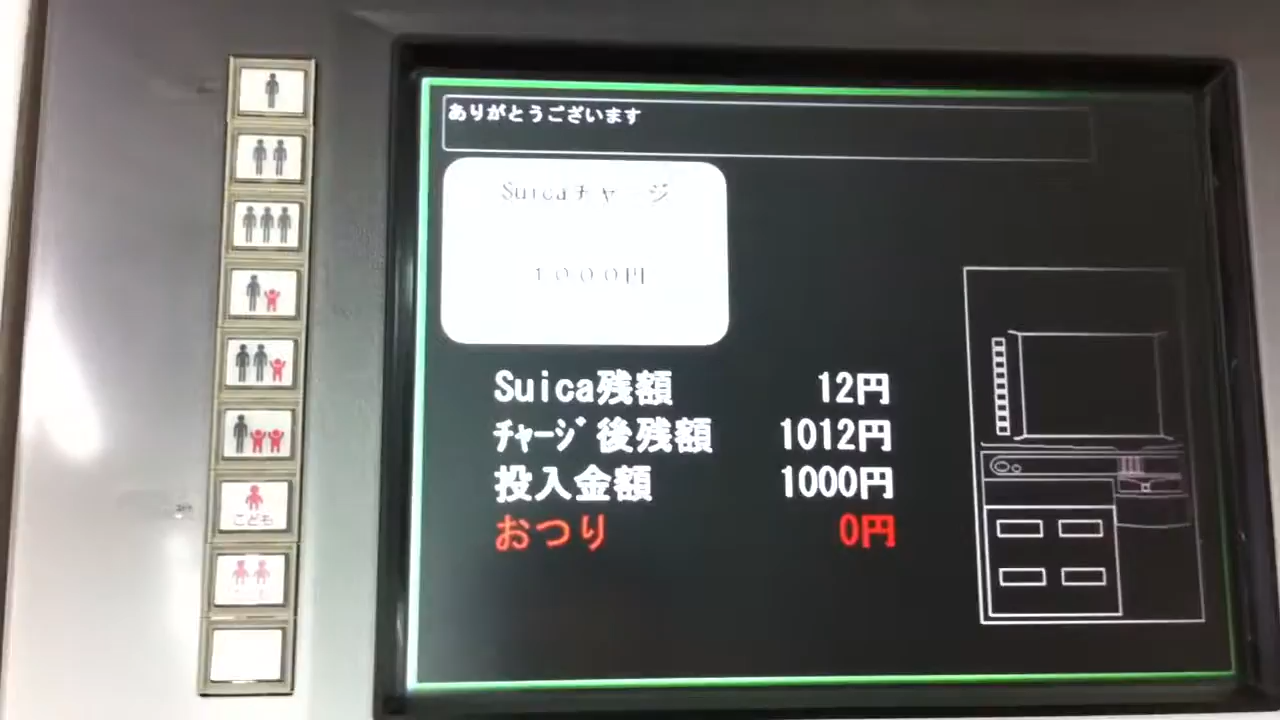 ありがとうございます
Suicaチャージ
1000円
Suica残額 12円
ﾁｬｰｼﾞ後残額 1012円
投入金額 1000円
おつり 0円
こども